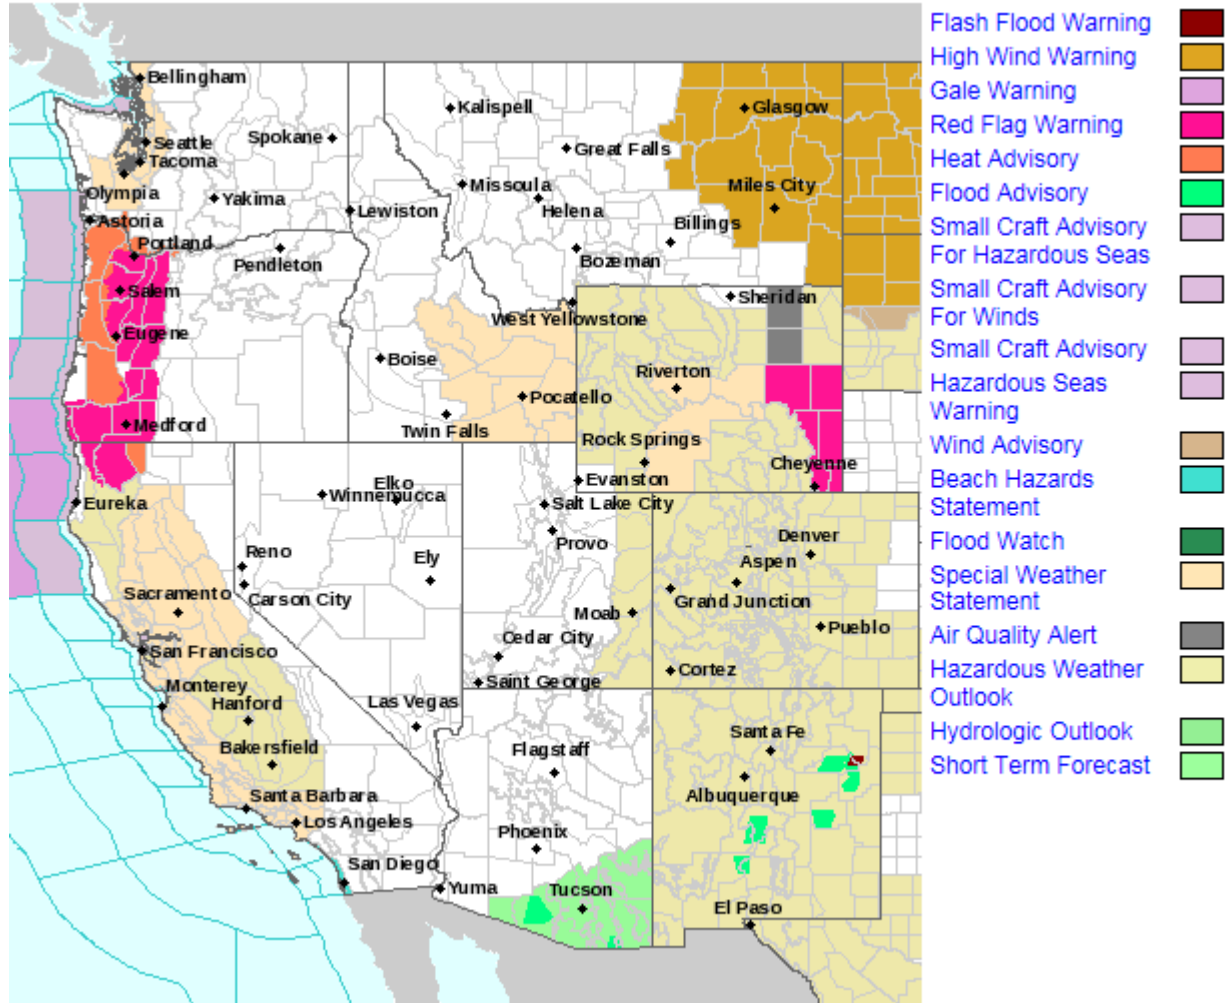 Bellingham
Seattle
Tacoma
Olympia
Spokane
Yakima
Kalispell
Great Falls
Missoula
Helena
Lewiston
Glasgow
Miles City
Billings
Bozeman
Astoria
Portland
Pendleton
Salem
Eugene
Medford
West Yellowstone
Sheridan
Boise
Pocatello
Twin Falls
Riverton
Rock Springs
Evanston
Cheyenne
Eureka
Elko
Winnemucca
Salt Lake City
Provo
Reno
Ely
Carson City
Sacramento
San Francisco
Denver
Aspen
Grand Junction
Moab
Pueblo
Cortez
Cedar City
Saint George
Monterey
Hanford
Las Vegas
Bakersfield
Flagstaff
Santa Fe
Albuquerque
Santa Barbara
Los Angeles
Phoenix
San Diego
Yuma
Tucson
El Paso
Flash Flood Warning
High Wind Warning
Gale Warning
Red Flag Warning
Heat Advisory
Flood Advisory
Small Craft Advisory
For Hazardous Seas
Small Craft Advisory
For Winds
Small Craft Advisory
Hazardous Seas
Warning
Wind Advisory
Beach Hazards
Statement
Flood Watch
Special Weather
Statement
Air Quality Alert
Hazardous Weather
Outlook
Hydrologic Outlook
Short Term Forecast